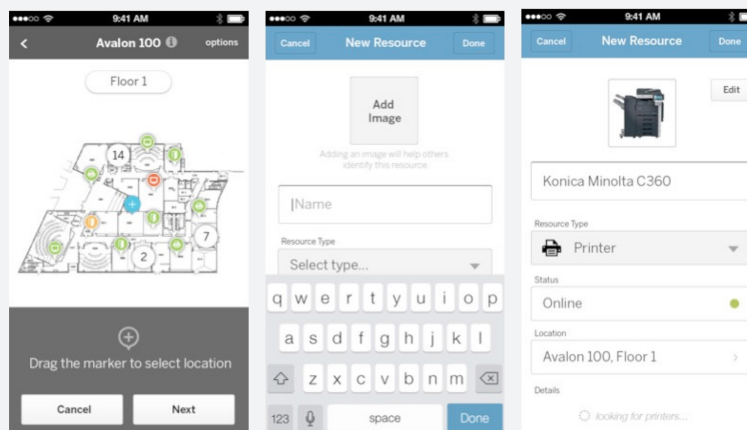 9:41 AM
Avalon 100
options
Floor 1
14
7
2
Drag the marker to select location
Cancel
Next
9:41 AM
Cancel
New Resource
Done
Add
Image
Adding an image will help others
identify this resource
Name
Resource Type
Select type...
q w e r t y u i o p
a s d f g h j k l
z x c v b n m
123
space
Done
9:41 AM
Cancel
New Resource
Done
Edit
Konica Minolta C360
Resource Type
Printer
Status
Online
Location
Avalon 100, Floor 1
Details
looking for printers...